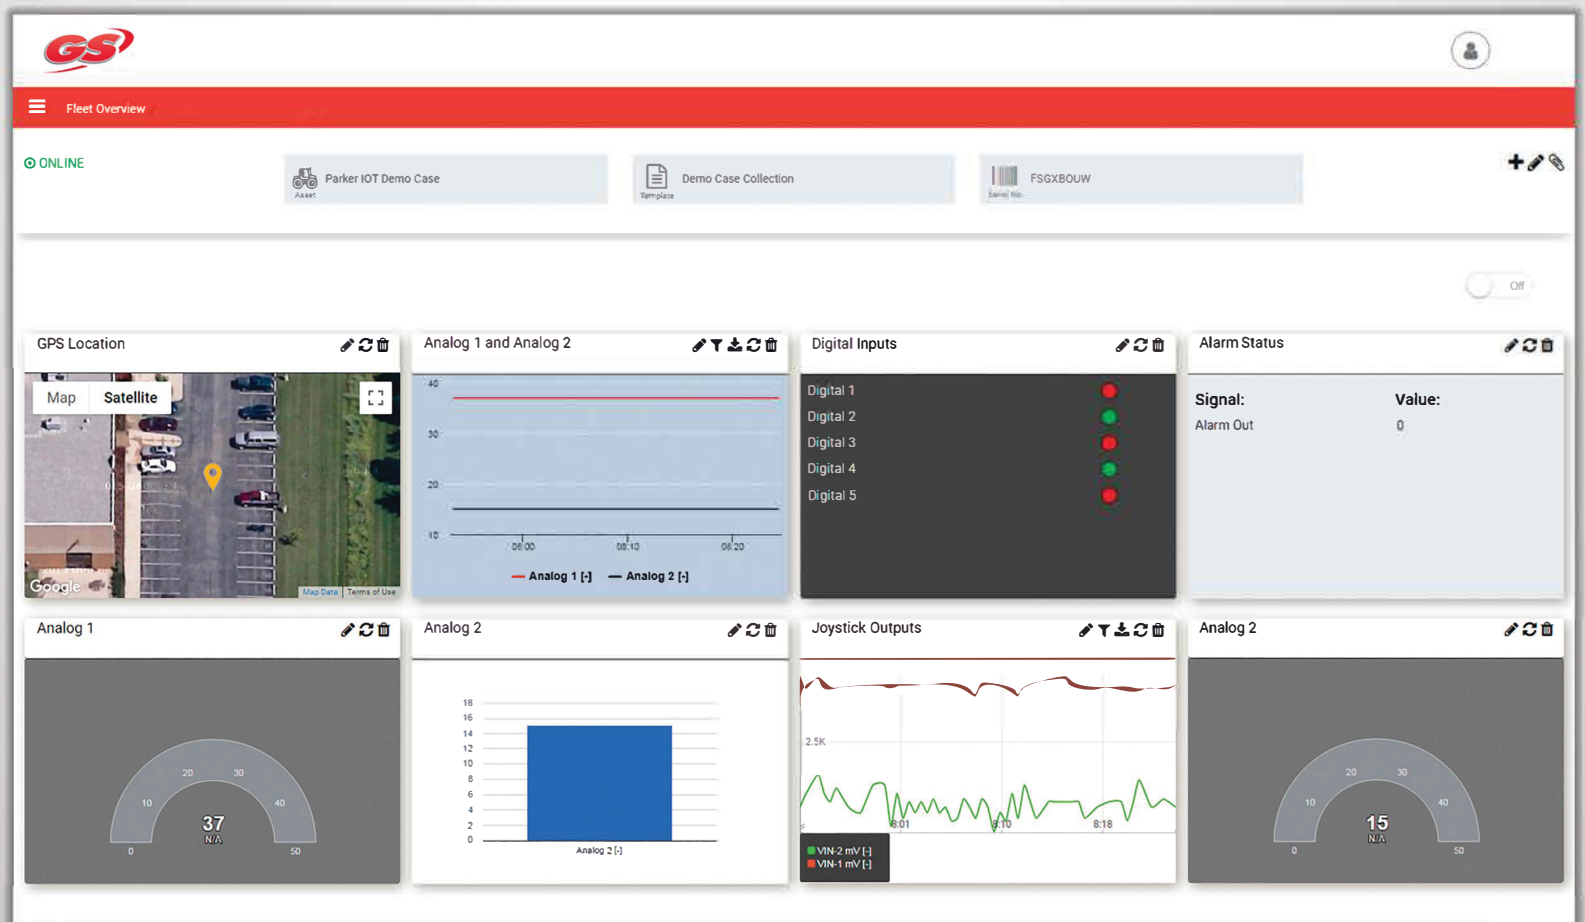 GS
Fleet Overview
ONLINE
Parker IOT Demo Case
Asset
Demo Case Collection
Template
FSGXBOUW
Serial No.
Off
GPS Location
Map
Satellite
Google
Map Data
Terms of Use
Analog 1 and Analog 2
40
30
20
10
08:00
08:10
08:20
Analog 1 [-]
Analog 2 [-]
Digital Inputs
Digital 1
Digital 2
Digital 3
Digital 4
Digital 5
Alarm Status
Signal:
Value:
Alarm Out
0
Analog 1
0
10
20
30
40
50
37
N/A
Analog 2
18
16
14
12
10
8
6
4
2
0
Analog 2 [-]
Joystick Outputs
2.5K
8:01
8:10
8:18
VIN-2 mV [-]
VIN-1 mV [-]
Analog 2
0
10
20
30
40
50
15
N/A